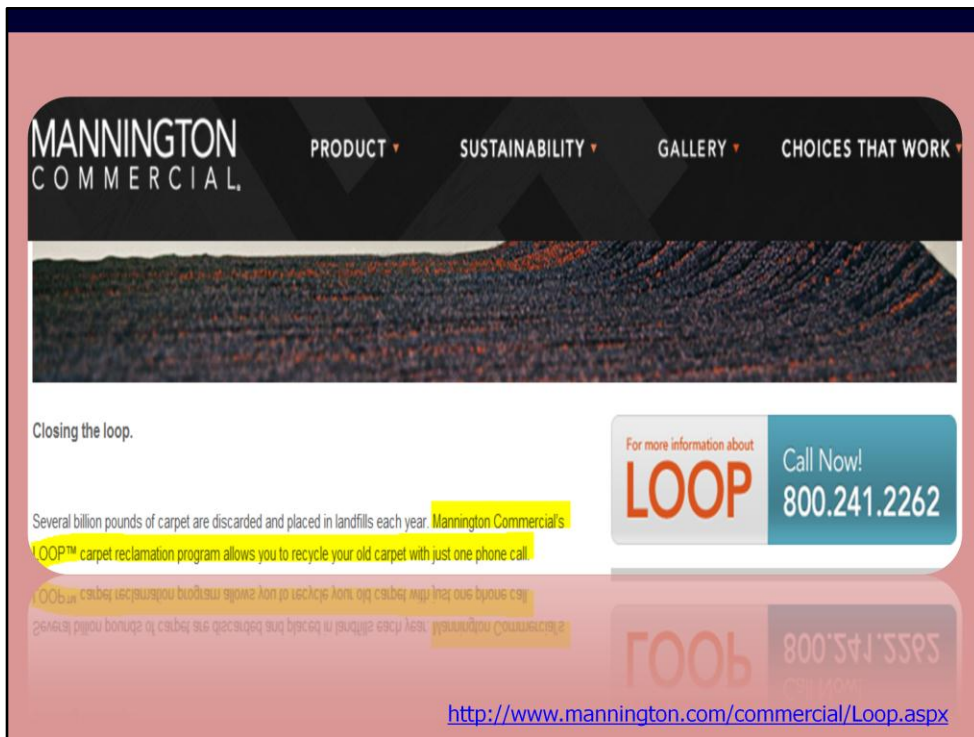 MANNINGTON
COMMERCIAL®
PRODUCT ▾ SUSTAINABILITY ▾ GALLERY ▾ CHOICES THAT WORK ▾
Closing the loop.
Several billion pounds of carpet are discarded and placed in landfills each year. Mannington Commercial's
LOOP™ carpet reclamation program allows you to recycle your old carpet with just one phone call.
For more information about
LOOP
Call Now!
800.241.2262
http://www.mannington.com/commercial/Loop.aspx